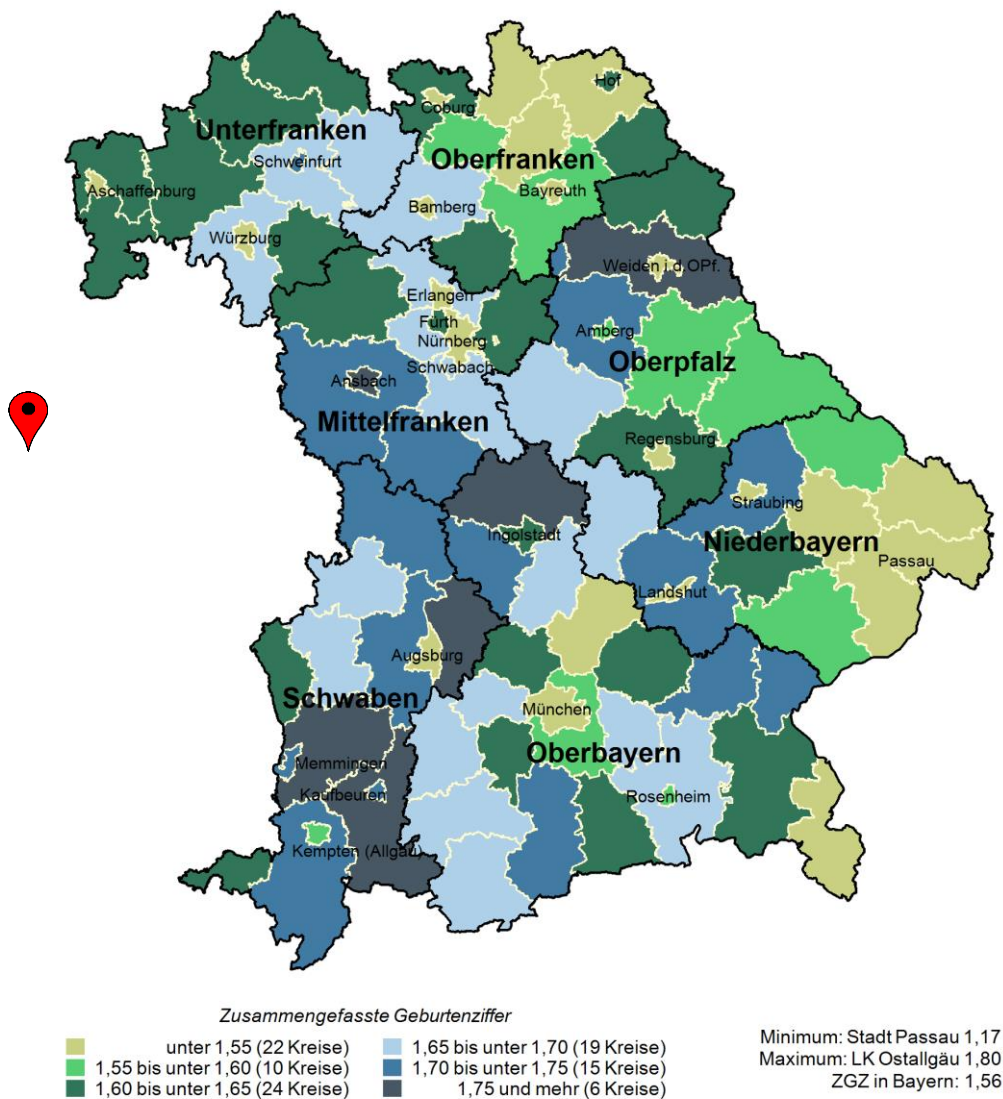 Hof
Coburg
Unterfranken
Schweinfurt
Oberfranken
Aschaffenburg
Bayreuth
Bamberg
Würzburg
Weiden i.d.OPf.
Erlangen
Fürth
Amberg
Nürnberg
Oberpfalz
Schwabach
Ansbach
Mittelfranken
Regensburg
Straubing
Ingolstadt
Niederbayern
Passau
Landshut
Augsburg
Schwaben
München
Oberbayern
Memmingen
Kaufbeuren
Rosenheim
Kempten (Allgäu)
Zusammengefasste Geburtenziffer
unter 1,55 (22 Kreise)
1,55 bis unter 1,60 (10 Kreise)
1,60 bis unter 1,65 (24 Kreise)
1,65 bis unter 1,70 (19 Kreise)
1,70 bis unter 1,75 (15 Kreise)
1,75 und mehr (6 Kreise)
Minimum: Stadt Passau 1,17
Maximum: LK Ostallgäu 1,80
ZGZ in Bayern: 1,56